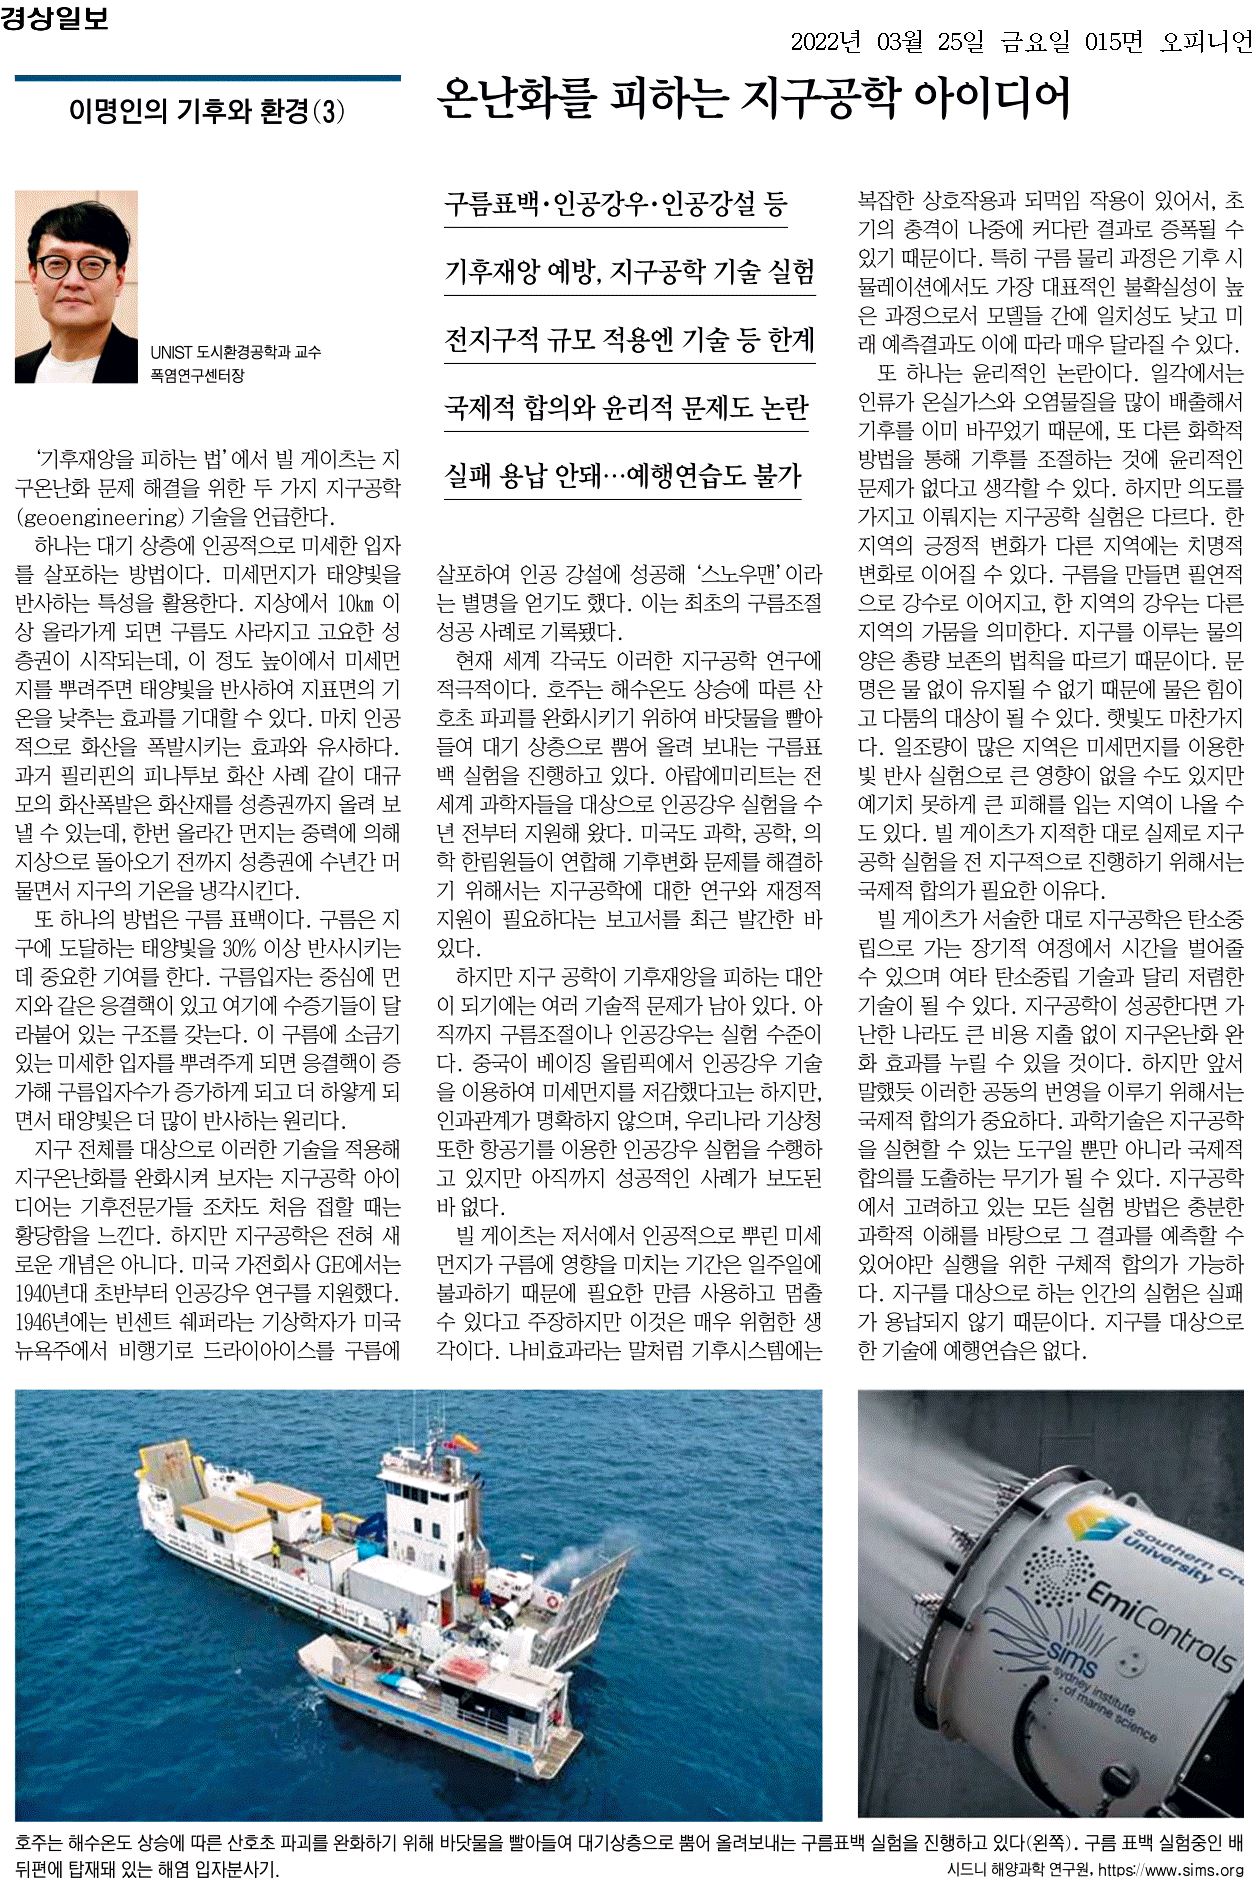 경상일보
2022년 03월 25일 금요일 015면 오피니언
이명인의 기후와 환경(3)
온난화를 피하는 지구공학 아이디어
UNIST 도시환경공학과 교수
폭염연구센터장
구름표백·인공강우·인공강설 등
기후재앙 예방, 지구공학 기술 실험
전지구적 규모 적용엔 기술 등 한계
국제적 합의와 윤리적 문제도 논란
실패 용납 안돼…예행연습도 불가
‘기후재앙을 피하는 법’에서 빌 게이츠는 지
구온난화 문제 해결을 위한 두 가지 지구공학
(geoengineering) 기술을 언급한다.
하나는 대기 상층에 인공적으로 미세한 입자
를 살포하는 방법이다. 미세먼지가 태양빛을
반사하는 특성을 활용한다. 지상에서 10㎞ 이
상 올라가게 되면 구름도 사라지고 고요한 성
층권이 시작되는데, 이 정도 높이에서 미세먼
지를 뿌려주면 태양빛을 반사하여 지표면의 기
온을 낮추는 효과를 기대할 수 있다. 마치 인공
적으로 화산을 폭발시키는 효과와 유사하다.
과거 필리핀의 피나투보 화산 사례 같이 대규
모의 화산폭발은 화산재를 성층권까지 올려 보
낼 수 있는데, 한번 올라간 먼지는 중력에 의해
지상으로 돌아오기 전까지 성층권에 수년간 머
물면서 지구의 기온을 냉각시킨다.
또 하나의 방법은 구름 표백이다. 구름은 지
구에 도달하는 태양빛을 30% 이상 반사시키는
데 중요한 기여를 한다. 구름입자는 중심에 먼
지와 같은 응결핵이 있고 여기에 수증기들이 달
라붙어 있는 구조를 갖는다. 이 구름에 소금기
있는 미세한 입자를 뿌려주게 되면 응결핵이 증
가해 구름입자수가 증가하게 되고 더 하얗게 되
면서 태양빛은 더 많이 반사하는 원리다.
지구 전체를 대상으로 이러한 기술을 적용해
지구온난화를 완화시켜 보자는 지구공학 아이
디어는 기후전문가들 조차도 처음 접할 때는
황당함을 느낀다. 하지만 지구공학은 전혀 새
로운 개념은 아니다. 미국 가전회사 GE에서는
1940년대 초반부터 인공강우 연구를 지원했다.
1946년에는 빈센트 쉐퍼라는 기상학자가 미국
뉴욕주에서 비행기로 드라이아이스를 구름에
살포하여 인공 강설에 성공해 ‘스노우맨’이라
는 별명을 얻기도 했다. 이는 최초의 구름조절
성공 사례로 기록됐다.
현재 세계 각국도 이러한 지구공학 연구에
적극적이다. 호주는 해수온도 상승에 따른 산
호초 파괴를 완화시키기 위하여 바닷물을 빨아
들여 대기 상층으로 뿜어 올려 보내는 구름표
백 실험을 진행하고 있다. 아랍에미리트는 전
세계 과학자들을 대상으로 인공강우 실험을 수
년 전부터 지원해 왔다. 미국도 과학, 공학, 의
학 한림원들이 연합해 기후변화 문제를 해결하
기 위해서는 지구공학에 대한 연구와 재정적
지원이 필요하다는 보고서를 최근 발간한 바
있다.
하지만 지구 공학이 기후재앙을 피하는 대안
이 되기에는 여러 기술적 문제가 남아 있다. 아
직까지 구름조절이나 인공강우는 실험 수준이
다. 중국이 베이징 올림픽에서 인공강우 기술
을 이용하여 미세먼지를 저감했다고는 하지만,
인과관계가 명확하지 않으며, 우리나라 기상청
또한 항공기를 이용한 인공강우 실험을 수행하
고 있지만 아직까지 성공적인 사례가 보도된
바 없다.
빌 게이츠는 저서에서 인공적으로 뿌린 미세
먼지가 구름에 영향을 미치는 기간은 일주일에
불과하기 때문에 필요한 만큼 사용하고 멈출
수 있다고 주장하지만 이것은 매우 위험한 생
각이다. 나비효과라는 말처럼 기후시스템에는
복잡한 상호작용과 되먹임 작용이 있어서, 초
기의 충격이 나중에 커다란 결과로 증폭될 수
있기 때문이다. 특히 구름 물리 과정은 기후 시
뮬레이션에서도 가장 대표적인 불확실성이 높
은 과정으로서 모델들 간에 일치성도 낮고 미
래 예측결과도 이에 따라 매우 달라질 수 있다.
또 하나는 윤리적인 논란이다. 일각에서는
인류가 온실가스와 오염물질을 많이 배출해서
기후를 이미 바꾸었기 때문에, 또 다른 화학적
방법을 통해 기후를 조절하는 것에 윤리적인
문제가 없다고 생각할 수 있다. 하지만 의도를
가지고 이뤄지는 지구공학 실험은 다르다. 한
지역의 긍정적 변화가 다른 지역에는 치명적
변화로 이어질 수 있다. 구름을 만들면 필연적
으로 강수로 이어지고, 한 지역의 강우는 다른
지역의 가뭄을 의미한다. 지구를 이루는 물의
양은 총량 보존의 법칙을 따르기 때문이다. 문
명은 물 없이 유지될 수 없기 때문에 물은 힘이
고 다툼의 대상이 될 수 있다. 햇빛도 마찬가지
다. 일조량이 많은 지역은 미세먼지를 이용한
빛 반사 실험으로 큰 영향이 없을 수도 있지만
예기치 못하게 큰 피해를 입는 지역이 나올 수
도 있다. 빌 게이츠가 지적한 대로 실제로 지구
공학 실험을 전 지구적으로 진행하기 위해서는
국제적 합의가 필요한 이유다.
빌 게이츠가 서술한 대로 지구공학은 탄소중
립으로 가는 장기적 여정에서 시간을 벌어줄
수 있으며 여타 탄소중립 기술과 달리 저렴한
기술이 될 수 있다. 지구공학이 성공한다면 가
난한 나라도 큰 비용 지출 없이 지구온난화 완
화 효과를 누릴 수 있을 것이다. 하지만 앞서
말했듯 이러한 공동의 번영을 이루기 위해서는
국제적 합의가 중요하다. 과학기술은 지구공학
을 실현할 수 있는 도구일 뿐만 아니라 국제적
합의를 도출하는 무기가 될 수 있다. 지구공학
에서 고려하고 있는 모든 실험 방법은 충분한
과학적 이해를 바탕으로 그 결과를 예측할 수
있어야만 실행을 위한 구체적 합의가 가능하
다. 지구를 대상으로 하는 인간의 실험은 실패
가 용납되지 않기 때문이다. 지구를 대상으로
한 기술에 예행연습은 없다.
Southern Cro
University
EmiControls
sims
sydney institute
of marine science
호주는 해수온도 상승에 따른 산호초 파괴를 완화하기 위해 바닷물을 빨아들여 대기상층으로 뿜어 올려보내는 구름표백 실험을 진행하고 있다(왼쪽). 구름 표백 실험중인 배
뒤편에 탑재돼 있는 해염 입자분사기.
시드니 해양과학 연구원, https://www.sims.org